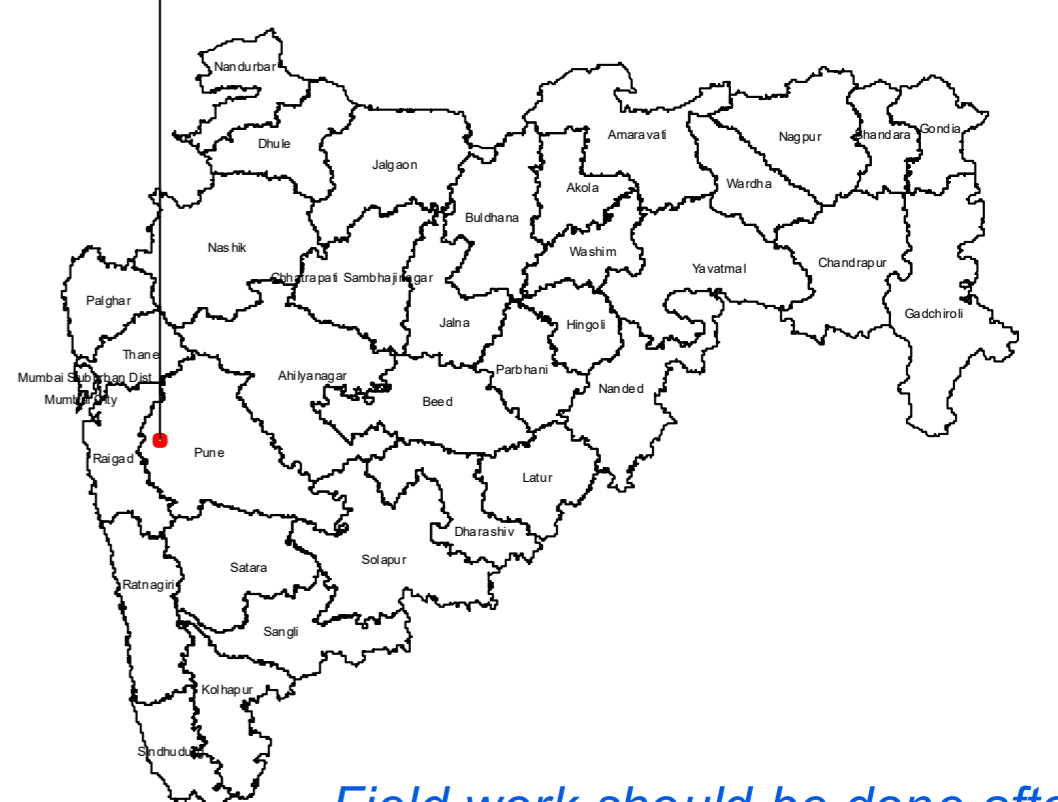 Nandurbar
Dhule
Jalgaon
Amaravati
Nagpur
Bhandara
Gondia
Akola
Wardha
Buldhana
Nashik
Washim
Yavatmal
Chandrapur
Chhatrapati Sambhajinagar
Palghar
Jalna
Hingoli
Gadchiroli
Thane
Ahilyanagar
Parbhani
Mumbai Suburban Dist.
Nanded
Mumbai City
Beed
Pune
Raigad
Latur
Dharashiv
Solapur
Satara
Ratnagiri
Sangli
Kolhapur
Sindhudurg
Field work should be done afte